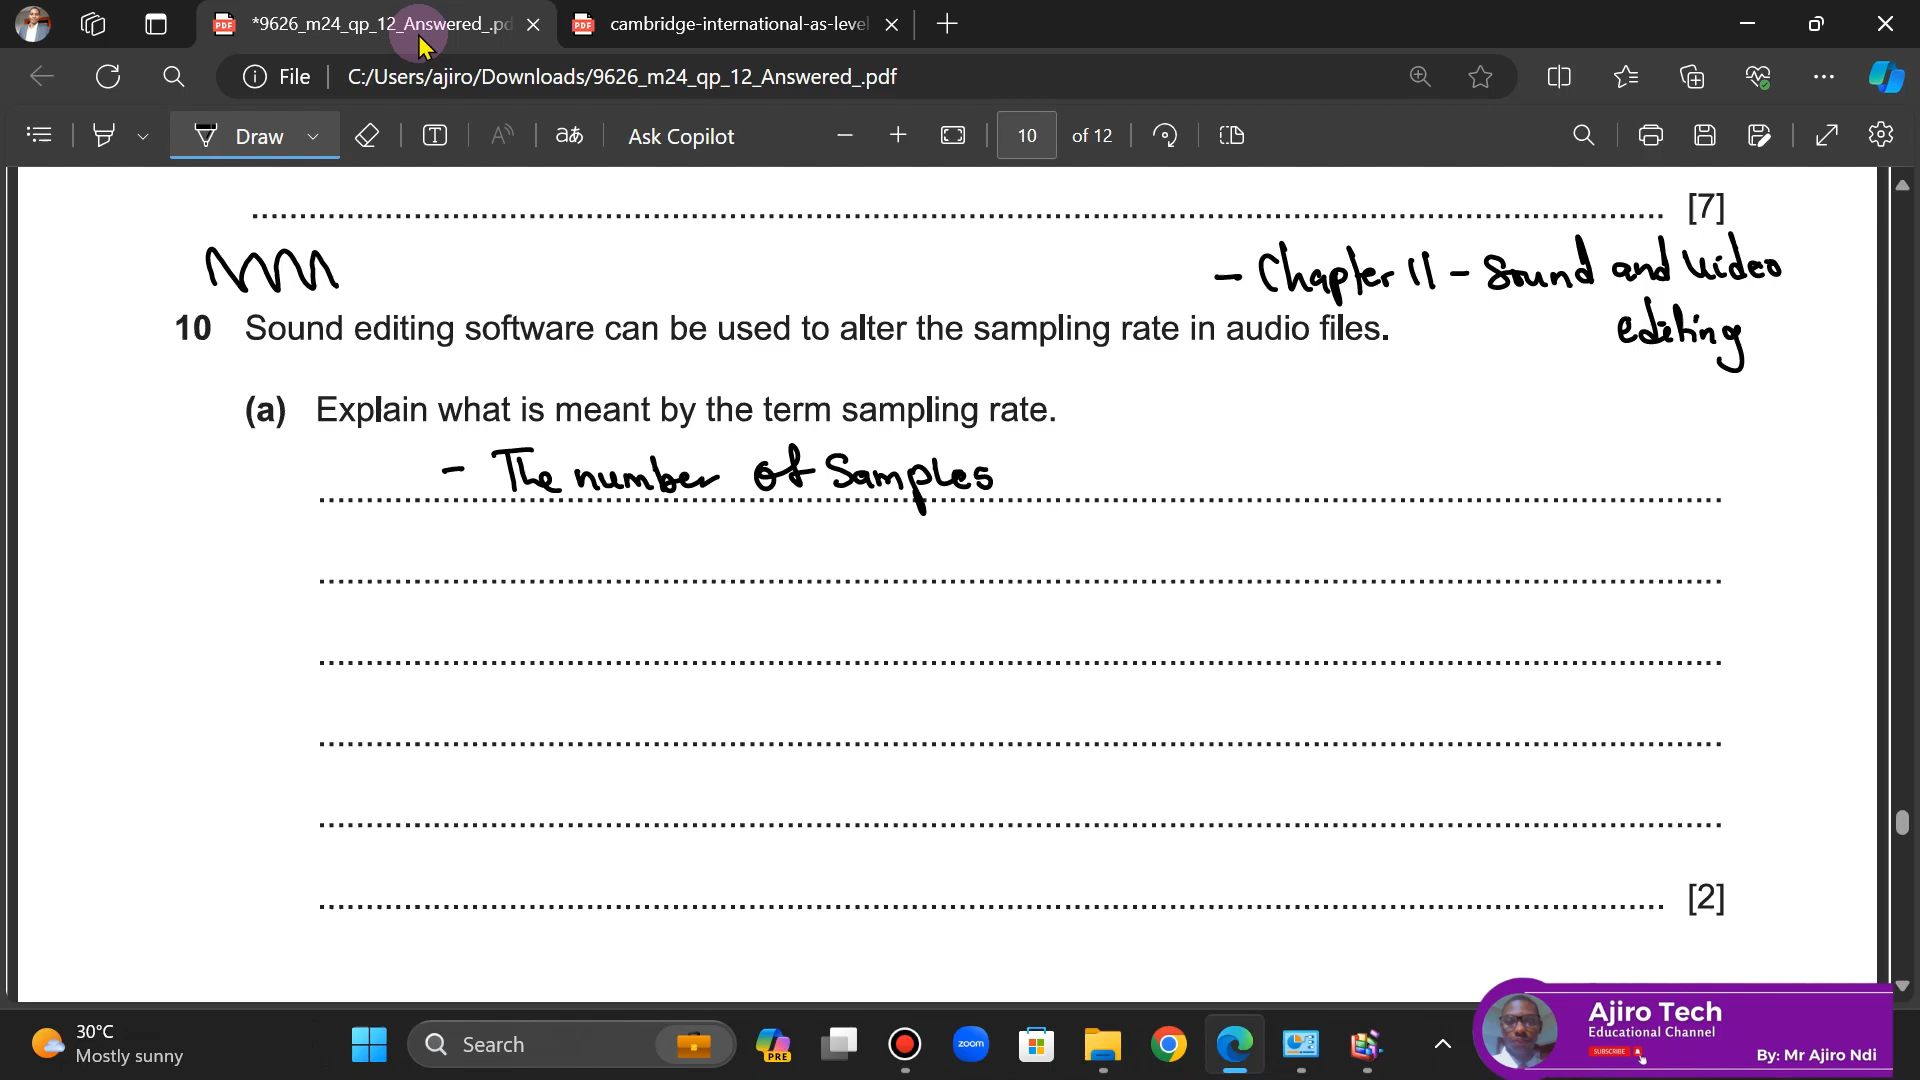 *9626_m24_qp_12_Answered_.pd
cambridge-international-as-level
File
C:/Users/ajiro/Downloads/9626_m24_qp_12_Answered_.pdf
Draw
Ask Copilot
10 of 12
[7]
- Chapter 11 - Sound and Video
editing
10 Sound editing software can be used to alter the sampling rate in audio files.
(a) Explain what is meant by the term sampling rate.
- The number of Samples
[2]
30°C
Mostly sunny
Search
PRE
zoom
Ajiro Tech
Educational Channel
SUBSCRIBE
By: Mr Ajiro Ndi